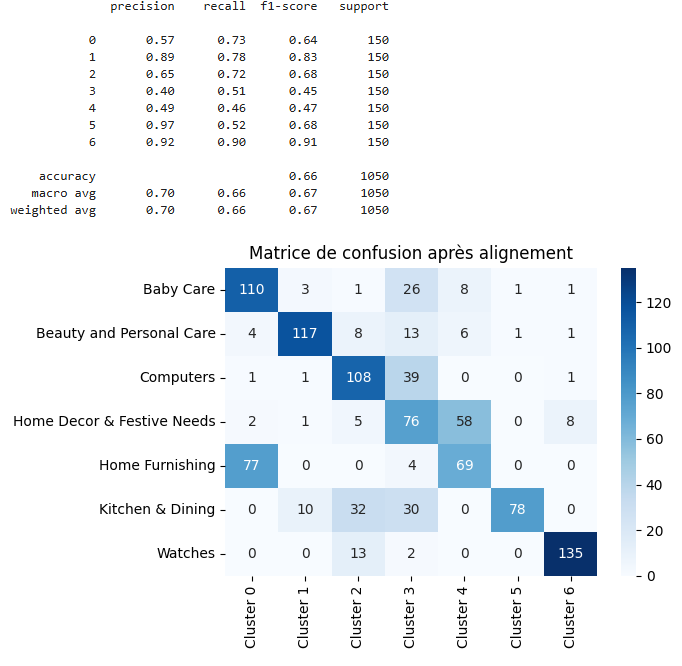 precision recall f1-score support
0 0.57 0.73 0.64 150
1 0.89 0.78 0.83 150
2 0.65 0.72 0.68 150
3 0.40 0.51 0.45 150
4 0.49 0.46 0.47 150
5 0.97 0.52 0.68 150
6 0.92 0.90 0.91 150
accuracy 0.66 1050
macro avg 0.70 0.66 0.67 1050
weighted avg 0.70 0.66 0.67 1050
Matrice de confusion après alignement
Baby Care 110 3 1 26 8 1 1
Beauty and Personal Care 4 117 8 13 6 1 1
Computers 1 1 108 39 0 0 1
Home Decor & Festive Needs 2 1 5 76 58 0 8
Home Furnishing 77 0 0 4 69 0 0
Kitchen & Dining 0 10 32 30 0 78 0
Watches 0 0 13 2 0 0 135
Cluster 0
Cluster 1
Cluster 2
Cluster 3
Cluster 4
Cluster 5
Cluster 6
120
100
80
60
40
20
0